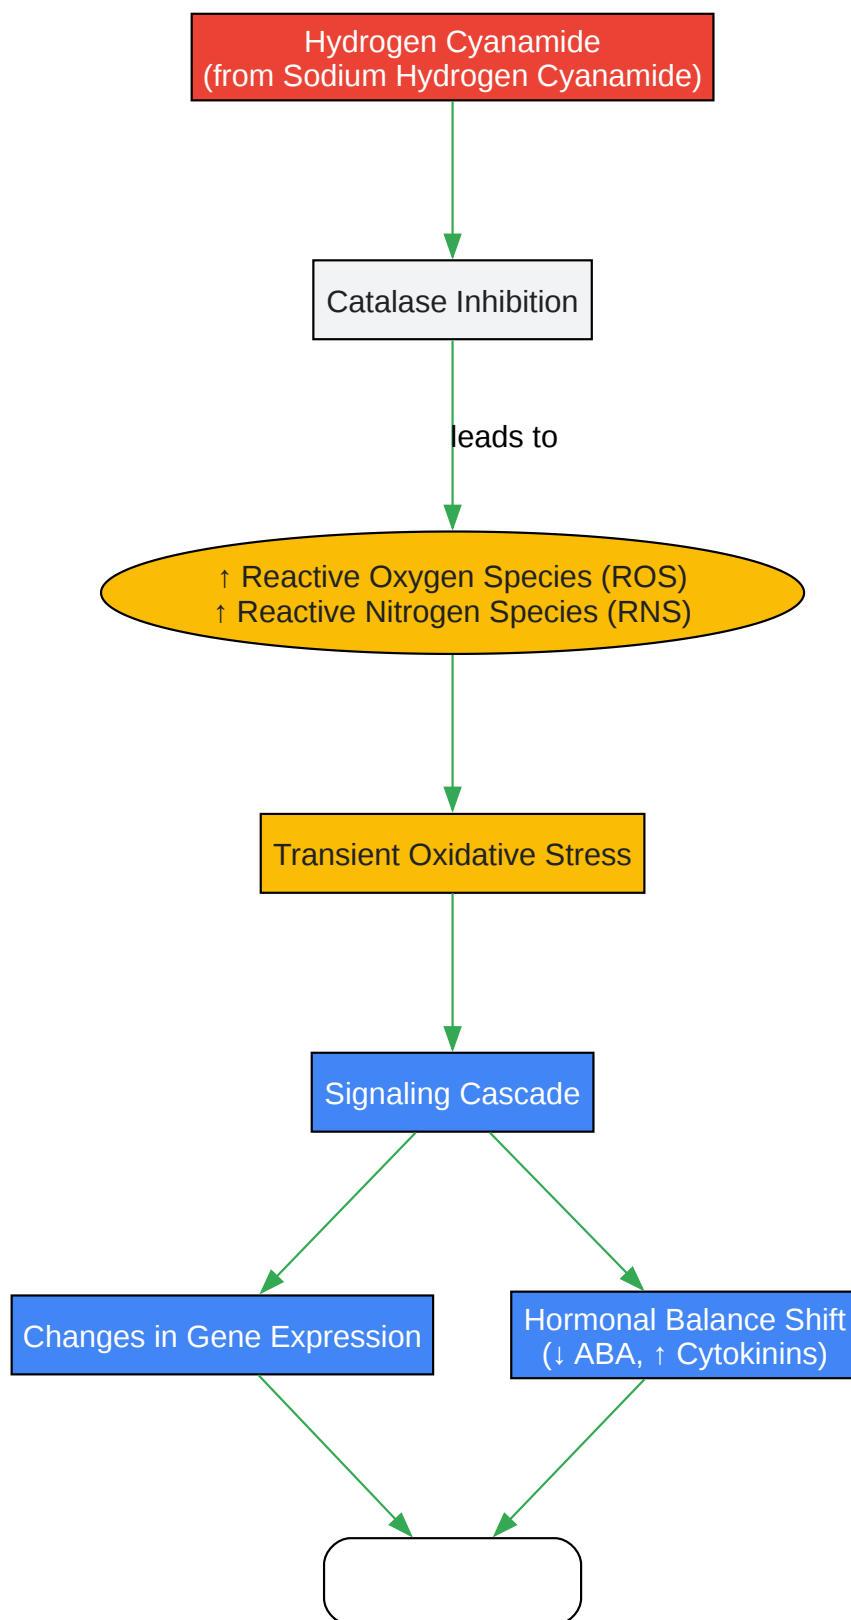 Hydrogen Cyanamide
(from Sodium Hydrogen Cyanamide)
Catalase Inhibition
leads to
↑ Reactive Oxygen Species (ROS)
↑ Reactive Nitrogen Species (RNS)
Transient Oxidative Stress
Signaling Cascade
Changes in Gene Expression
Hormonal Balance Shift
(↓ ABA, ↑ Cytokinins)